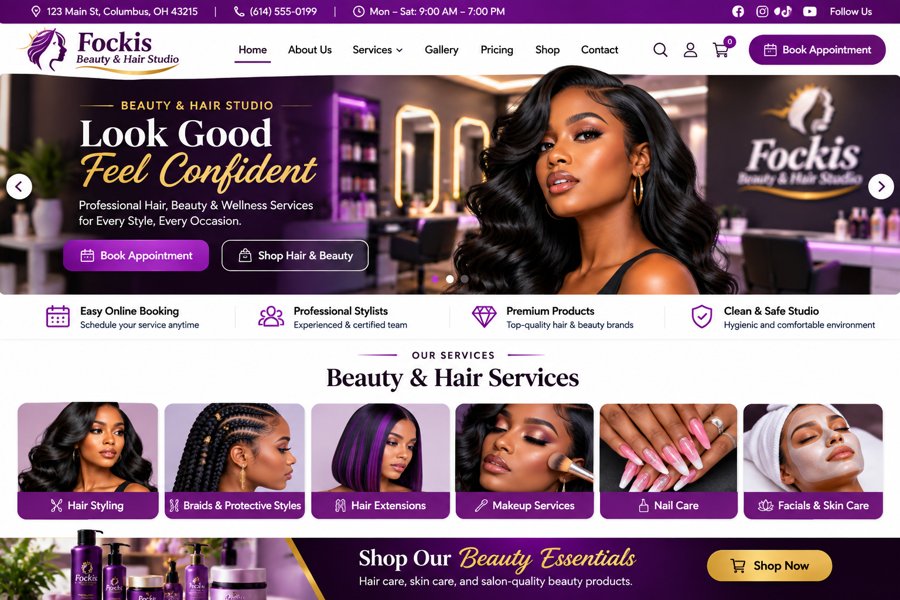 123 Main St, Columbus, OH 43215
(614) 555-0199
Mon – Sat: 9:00 AM – 7:00 PM
Follow Us
Fockis
Beauty & Hair Studio
Home
About Us
Services
Gallery
Pricing
Shop
Contact
0
Book Appointment
BEAUTY & HAIR STUDIO
Look Good
Feel Confident
Professional Hair, Beauty & Wellness Services
for Every Style, Every Occasion.
Book Appointment
Shop Hair & Beauty
Fockis
Beauty & Hair Studio
Easy Online Booking
Schedule your service anytime
Professional Stylists
Experienced & certified team
Premium Products
Top-quality hair & beauty brands
Clean & Safe Studio
Hygienic and comfortable environment
OUR SERVICES
Beauty & Hair Services
Hair Styling
Braids & Protective Styles
Hair Extensions
Makeup Services
Nail Care
Facials & Skin Care
Fockis
Fockis
Fockis
Fockis
Shop Our Beauty Essentials
Hair care, skin care, and salon-quality beauty products.
Shop Now